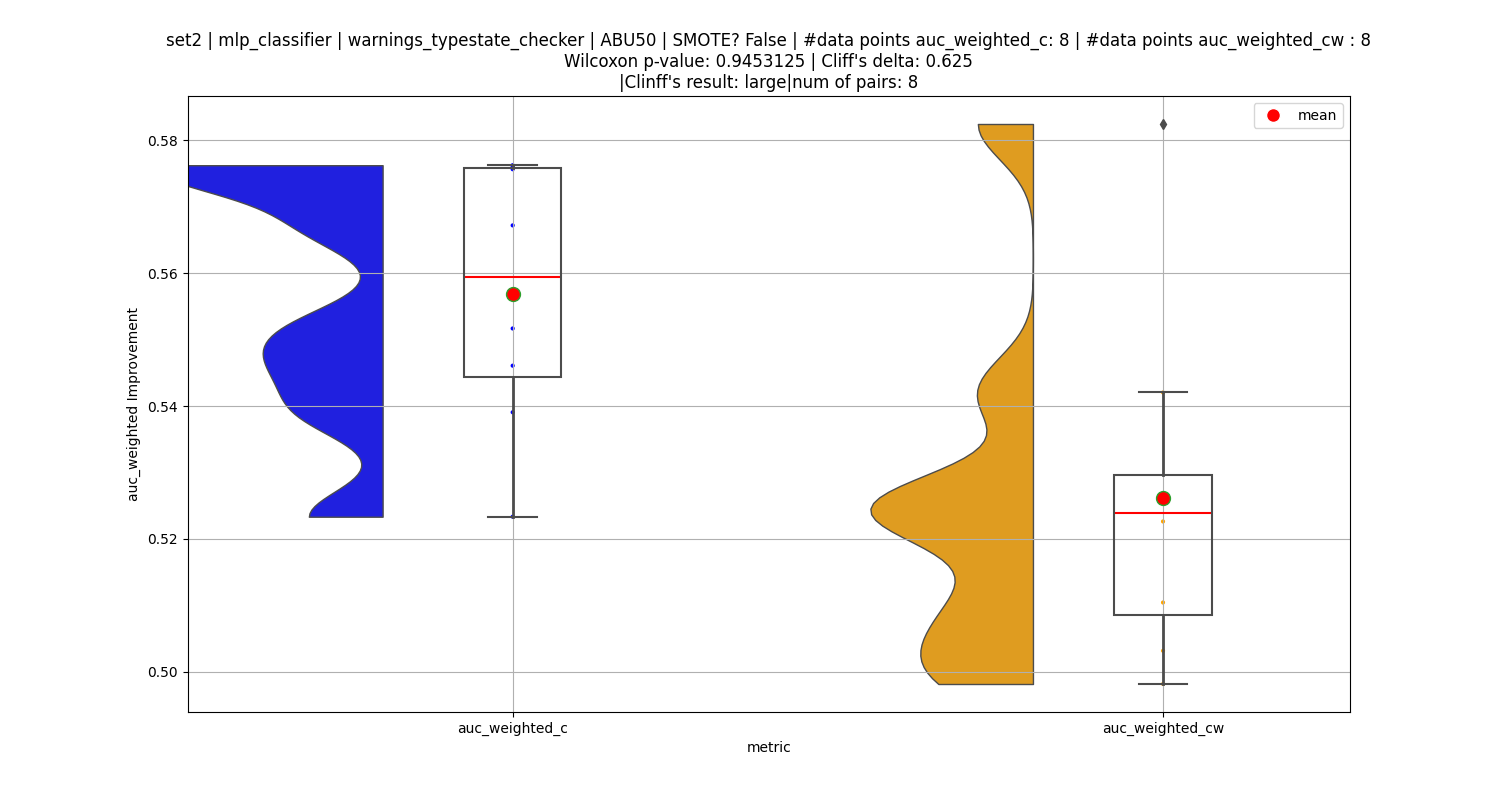 set2 | mlp_classifier | warnings_typestate_checker | ABU50 | SMOTE? False | #data points auc_weighted_c: 8 | #data points auc_weighted_cw : 8
Wilcoxon p-value: 0.9453125 | Cliff's delta: 0.625
|Clinff's result: large|num of pairs: 8
mean
0.58
0.56
0.54
0.52
0.50
auc_weighted Improvement
auc_weighted_c
auc_weighted_cw
metric